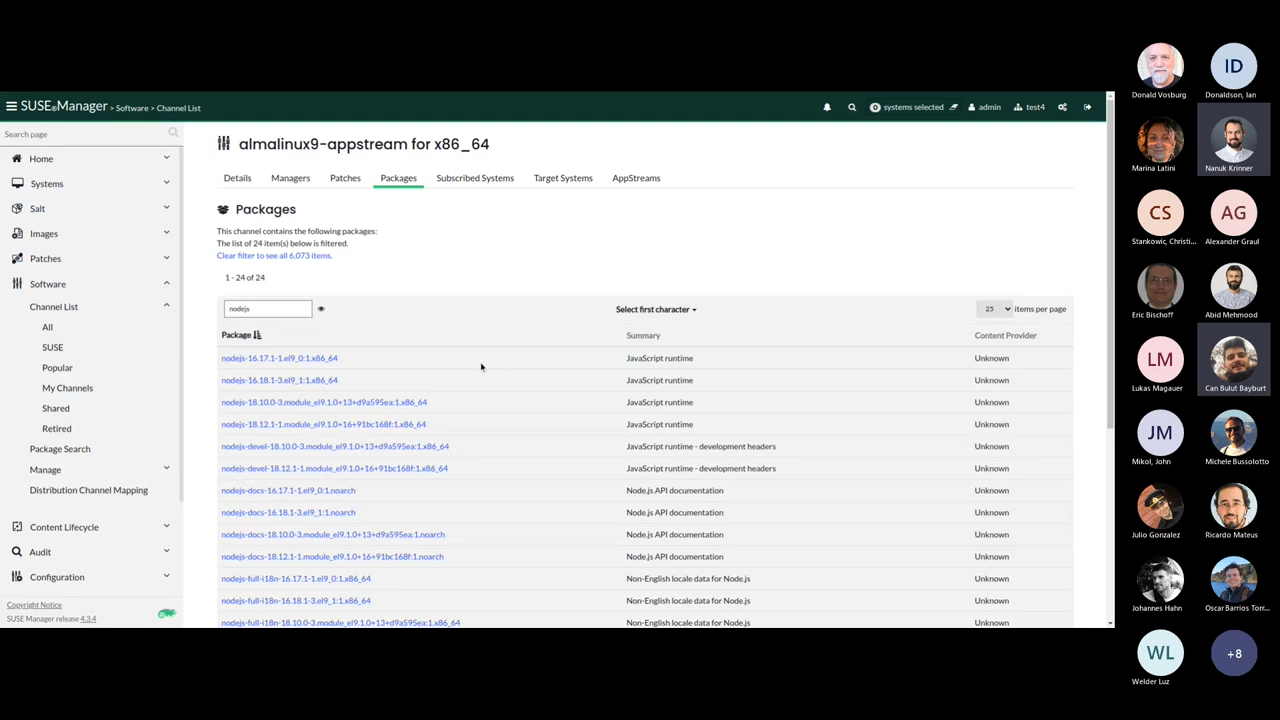 SUSE Manager > Software > Channel List
0 systems selected
admin
test4
Search page
Home
Systems
Salt
Images
Patches
Software
Channel List
All
SUSE
Popular
My Channels
Shared
Retired
Package Search
Manage
Distribution Channel Mapping
Content Lifecycle
Audit
Configuration
Copyright Notice
SUSE Manager release 4.3.4
almalinux9-appstream for x86_64
Details Managers Patches Packages Subscribed Systems Target Systems AppStreams
Packages
This channel contains the following packages:
The list of 24 item(s) below is filtered.
Clear filter to see all 6,073 items.
1 - 24 of 24
nodejs Select first character 25 items per page
Package Summary Content Provider
nodejs-16.17.1-1.el9_0:1.x86_64 JavaScript runtime Unknown
nodejs-16.18.1-3.el9_1:1.x86_64 JavaScript runtime Unknown
nodejs-18.10.0-3.module_el9.1.0+13+d9a595ea:1.x86_64 JavaScript runtime Unknown
nodejs-18.12.1-1.module_el9.1.0+16+91bc168f:1.x86_64 JavaScript runtime Unknown
nodejs-devel-18.10.0-3.module_el9.1.0+13+d9a595ea:1.x86_64 JavaScript runtime - development headers Unknown
nodejs-devel-18.12.1-1.module_el9.1.0+16+91bc168f:1.x86_64 JavaScript runtime - development headers Unknown
nodejs-docs-16.17.1-1.el9_0:1.noarch Node.js API documentation Unknown
nodejs-docs-16.18.1-3.el9_1:1.noarch Node.js API documentation Unknown
nodejs-docs-18.10.0-3.module_el9.1.0+13+d9a595ea:1.noarch Node.js API documentation Unknown
nodejs-docs-18.12.1-1.module_el9.1.0+16+91bc168f:1.noarch Node.js API documentation Unknown
nodejs-full-i18n-16.17.1-1.el9_0:1.x86_64 Non-English locale data for Node.js Unknown
nodejs-full-i18n-16.18.1-3.el9_1:1.x86_64 Non-English locale data for Node.js Unknown
nodejs-full-i18n-18.10.0-3.module_el9.1.0+13+d9a595ea:1.x86_64 Non-English locale data for Node.js Unknown
ID
Donald Vosburg Donaldson, Ian
Marina Latini Nanuk Krinner
CS AG
Stankovic, Christi... Alexander Graul
Eric Bischoff Abid Mehmood
LM
Lukas Magauer Can Bulut Bayburt
JM
Mikol, John Michele Bussolotto
Julio Gonzalez Ricardo Mateus
Johannes Hahn Oscar Barrios Torr...
WL +8
Welder Luz